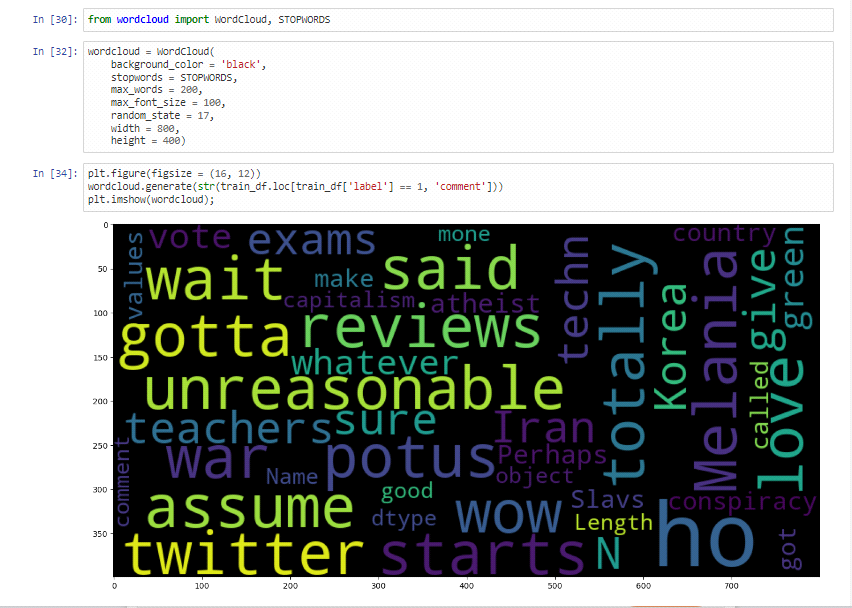 In [30]: from wordcloud import WordCloud, STOPWORDS
In [32]: wordcloud = WordCloud(
background_color = 'black',
stopwords = STOPWORDS,
max_words = 200,
max_font_size = 100,
random_state = 17,
width = 800,
height = 400)
In [34]: plt.figure(figsize = (16, 12))
wordcloud.generate(str(train_df.loc[train_df['label'] == 1, 'comment']))
plt.imshow(wordcloud);
0
50
100
150
200
250
300
350
values
vote
exams
mone
country
wait
make
said
techn
totally
Korea
Melania
give
green
capitalism
atheist
gotta
reviews
whatever
unreasonable
called
love
teachers
sure
Iran
war
potus
Perhaps
object
Name
comment
good
Slavs
conspiracy
assume
dtype
wow
Length
ho
got
twitter
starts
N
0 100 200 300 400 500 600 700